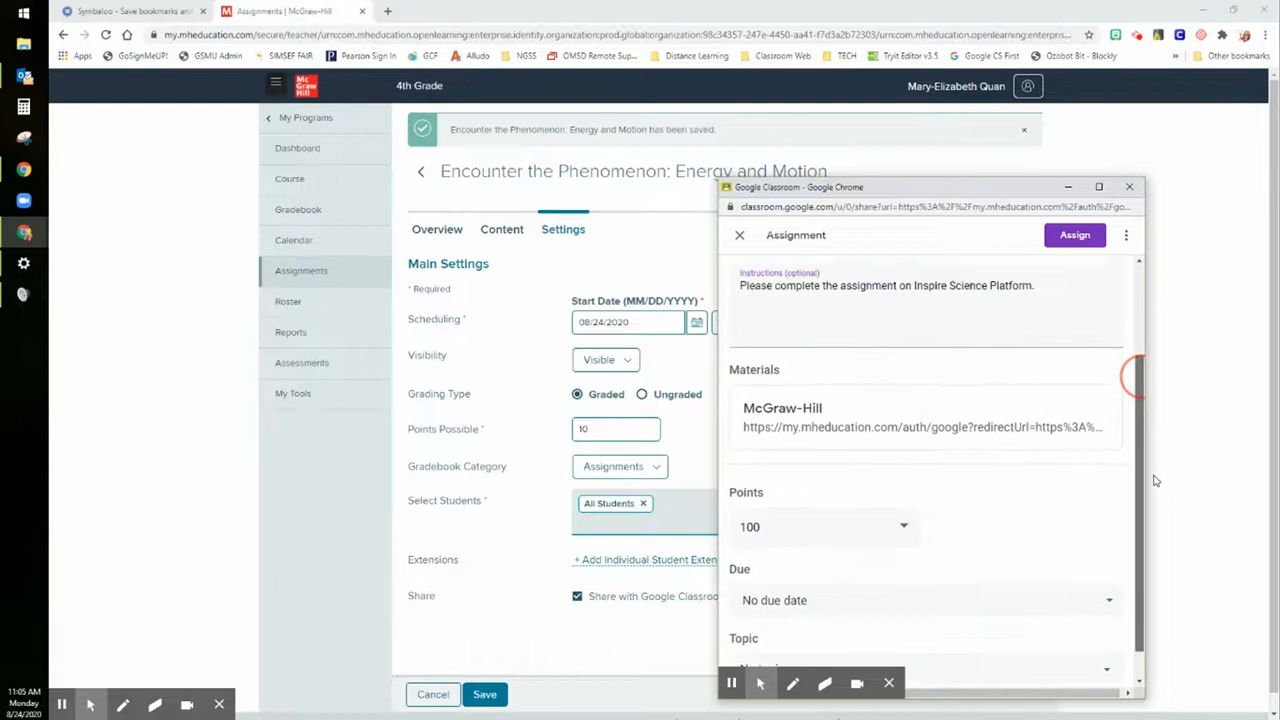 Symbaloo - Save bookmarks and
Assignments | McGraw-Hill
my.mheducation.com/secure/teacher/urn:com.mheducation.openlearning:enterprise.identity.organization:prod.global:organization:98c34357-247e-4450-aa41-f7d3a2b72303/urn:com.mheducation.openlearning:enterpris...
Apps
GoSignMeUP!
GSMU Admin
SIMSEF FAIR
Pearson Sign In
GCF
Alludo
NGSS
OMSD Remote Sup...
Distance Learning
Classroom Web
TECH
Tryit Editor v3.5
Google CS First
Ozobot Bit - Blockly
»
Other bookmarks
Mc
Graw
Hill
4th Grade
Mary-Elizabeth Quan
My Programs
Dashboard
Course
Gradebook
Calendar
Assignments
Roster
Reports
Assessments
My Tools
Encounter the Phenomenon: Energy and Motion has been saved.
Encounter the Phenomenon: Energy and Motion
Overview
Content
Settings
Main Settings
* Required
Start Date (MM/DD/YYYY) *
Scheduling *
08/24/2020
Visibility
Visible
Grading Type
Graded
Ungraded
Points Possible *
10
Gradebook Category
Assignments
Select Students *
All Students ×
Extensions
+ Add Individual Student Exten
Share
Share with Google Classroo
Cancel
Save
Google Classroom - Google Chrome
classroom.google.com/u/0/share?url=https%3A%2F%2Fmy.mheducation.com%2Fauth%2Fgo...
Assignment
Assign
Instructions (optional)
Please complete the assignment on Inspire Science Platform.
Materials
McGraw-Hill
https://my.mheducation.com/auth/google?redirectUrl=https%3A%...
Points
100
Due
No due date
Topic
11:05 AM
Monday
8/24/2020